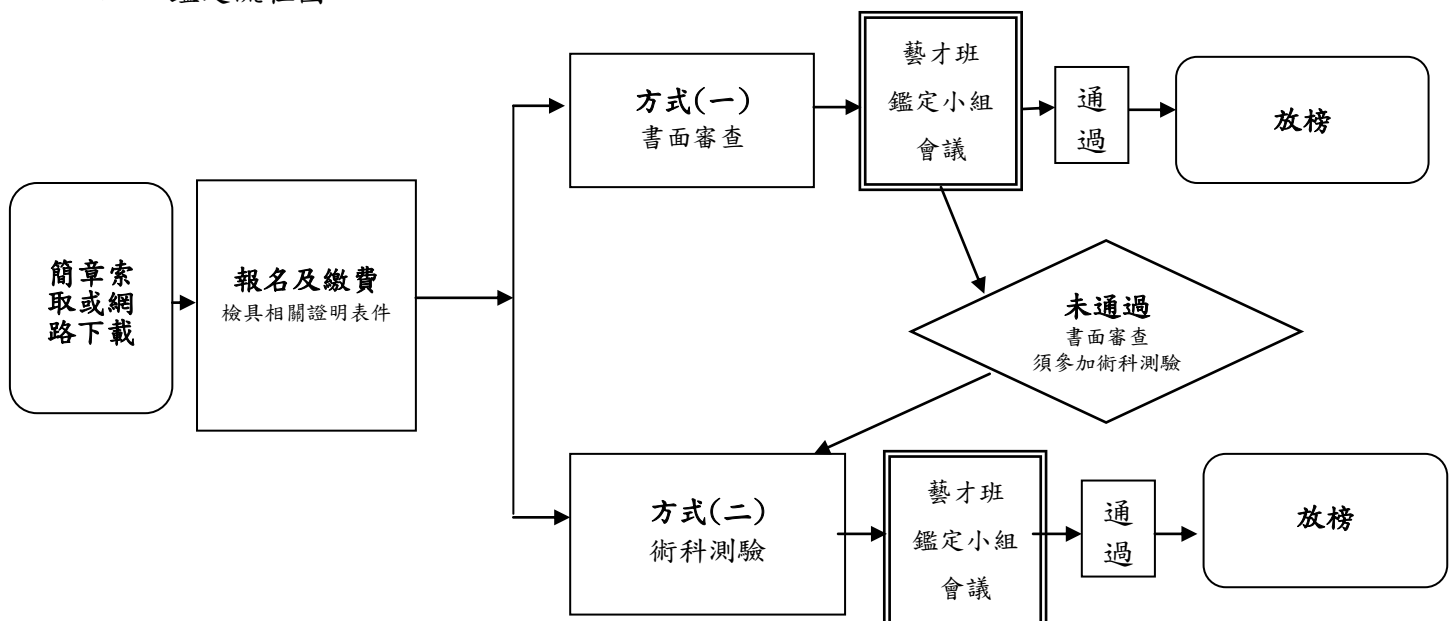 簡章索
取或網
路下載
報名及繳費
檢具相關證明表件
方式(一)
書面審查
藝才班
鑑定小組
會議
通
過
放榜
未通過
書面審查
須參加術科測驗
方式(二)
術科測驗
藝才班
鑑定小組
會議
通
過
放榜